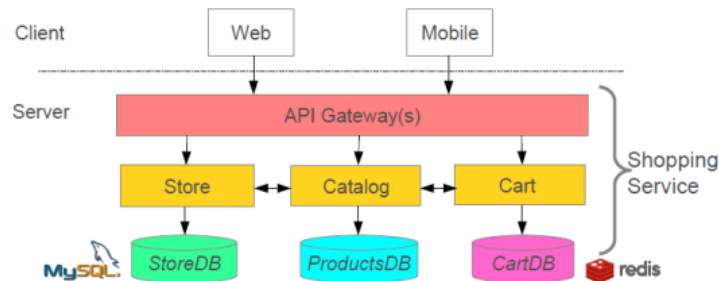 Client
Web
Mobile
Server
API Gateway(s)
Shopping
Service
Store
Catalog
Cart
MySQL.
StoreDB
ProductsDB
CartDB
redis